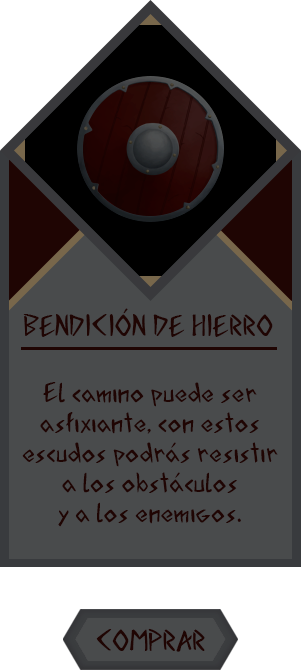 BENDICIÓN DE HIERRO
El camino puede ser
asfixiante, con estos
escudos podrás resistir
a los obstáculos
y a los enemigos.
COMPRAR